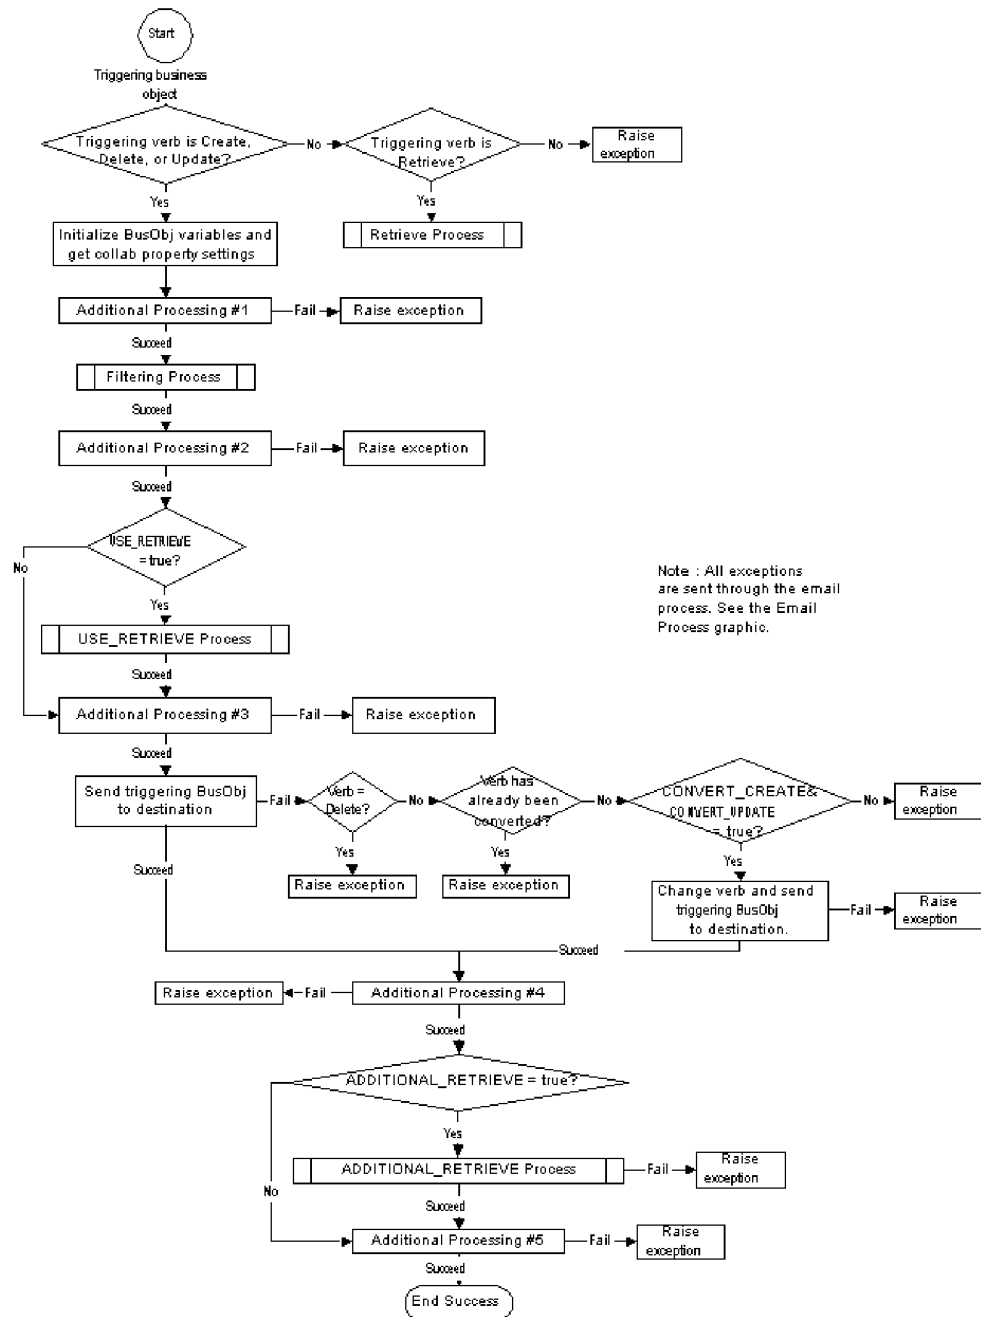 Start
Triggering business
object
Triggering verb is Create,
Delete, or Update?
No
Triggering verb is
Retrieve?
No
Raise
exception
Yes
Yes
Initialize BusObj variables and
get collab property settings
Retrieve Process
Additional Processing #1
Fail
Raise exception
Succeed
Filtering Process
Succeed
Additional Processing #2
Fail
Raise exception
Succeed
USE_RETRIEVE
= true?
No
Yes
Note : All exceptions
are sent through the email
process. See the Email
Process graphic.
USE_RETRIEVE Process
Succeed
Additional Processing #3
Fail
Raise exception
Succeed
Send triggering BusObj
to destination
Fail
Verb =
Delete?
No
Verb has
already been
converted?
No
CONVERT_CREATE&
CONVERT_UPDATE
= true?
No
Raise
exception
Yes
Yes
Yes
Succeed
Raise exception
Raise exception
Change verb and send
triggering BusObj
to destination.
Fail
Raise
exception
Succeed
Raise exception
Fail
Additional Processing #4
Succeed
ADDITIONAL_RETRIEVE = true?
Yes
No
ADDITIONAL_RETRIEVE Process
Fail
Raise
exception
Succeed
Additional Processing #5
Fail
Raise
exception
Succeed
End Success